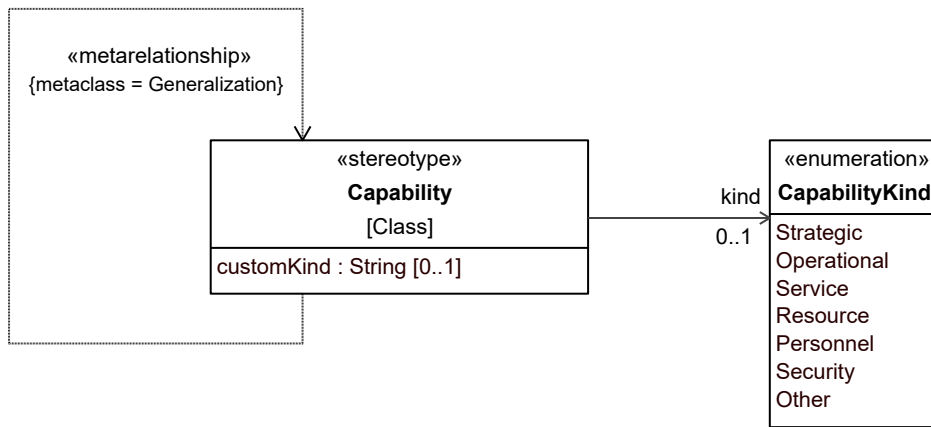 «metarelationship»
{metaclass = Generalization}
«stereotype»
Capability
[Class]
customKind : String [0..1]
kind
0..1
«enumeration»
CapabilityKind
Strategic
Operational
Service
Resource
Personnel
Security
Other